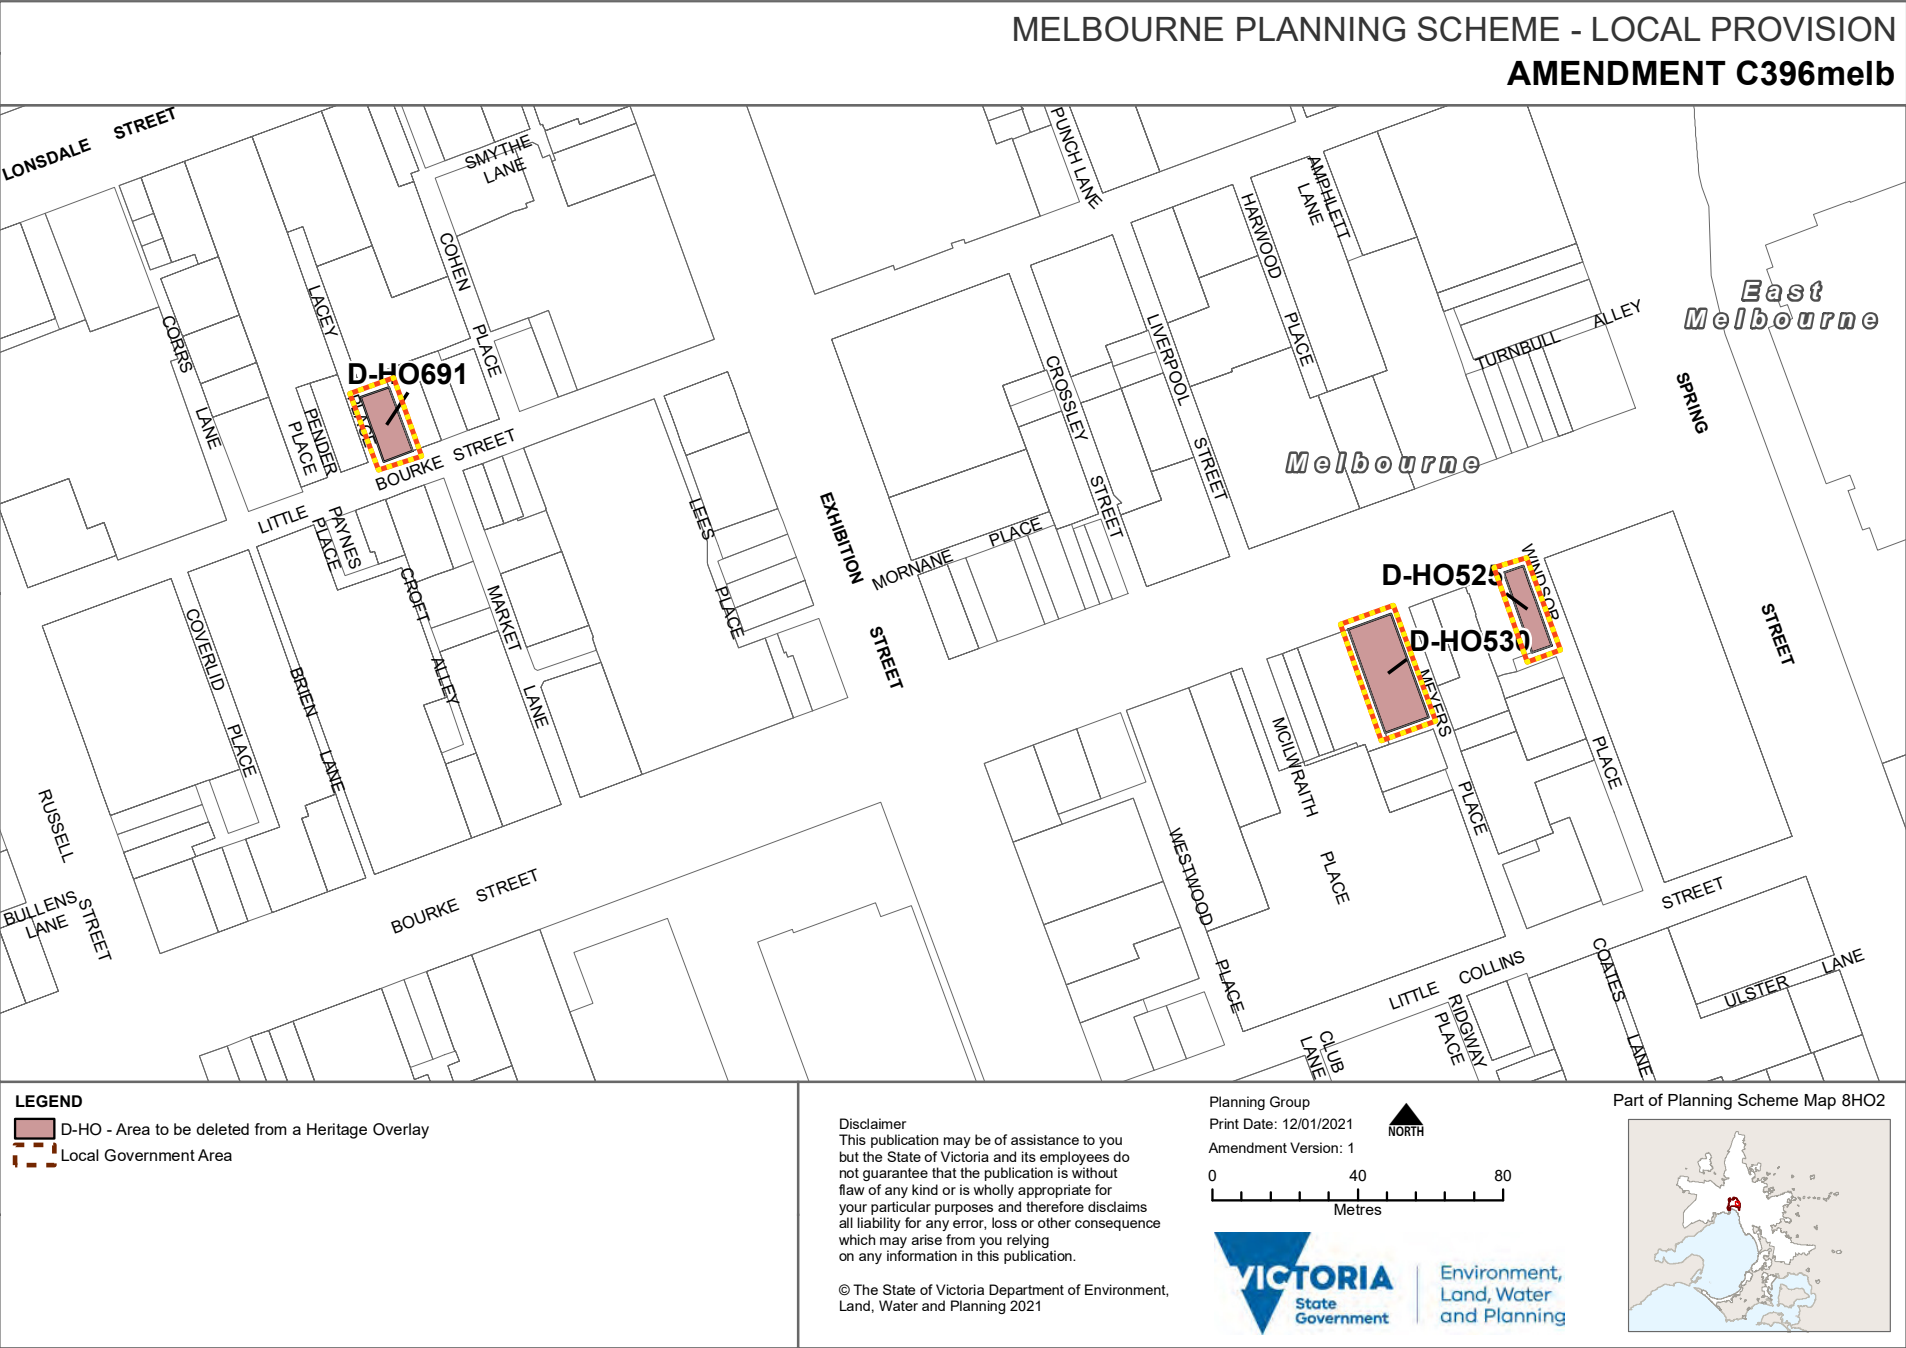 MELBOURNE PLANNING SCHEME - LOCAL PROVISION
AMENDMENT C396melb
LONSDALE STREET
SMYTHE
LANE
PUNCH LANE
AMPHLETT
LANE
HARWOOD
PLACE
COHEN
PLACE
LACEY
PLACE
CORRS
LANE
East
Melbourne
TURNBULL ALLEY
LIVERPOOL
STREET
CROSSLEY
STREET
D-HO691
PENDER
PLACE
SPRING
STREET
LITTLE BOURKE STREET
Melbourne
PAYNES
PLACE
LEES
PLACE
EXHIBITION
STREET
MORNANE PLACE
CROFT
ALLEY
MARKET
LANE
D-HO525
WINDSOR
PLACE
D-HO530
MEYERS
PLACE
COVERLID
PLACE
BRIEN
LANE
MCILWRAITH
PLACE
RUSSELL
STREET
WESTWOOD
PLACE
BULLENS
LANE
BOURKE STREET
LITTLE COLLINS STREET
COATES
LANE
ULSTER LANE
RIDGWAY
PLACE
CLUB
LANE
LEGEND
D-HO - Area to be deleted from a Heritage Overlay
Local Government Area
Disclaimer
This publication may be of assistance to you
but the State of Victoria and its employees do
not guarantee that the publication is without
flaw of any kind or is wholly appropriate for
your particular purposes and therefore disclaims
all liability for any error, loss or other consequence
which may arise from you relying
on any information in this publication.
© The State of Victoria Department of Environment,
Land, Water and Planning 2021
Planning Group
Print Date: 12/01/2021
Amendment Version: 1
NORTH
0 40 80
Metres
VICTORIA
State
Government
Environment,
Land, Water
and Planning
Part of Planning Scheme Map 8HO2